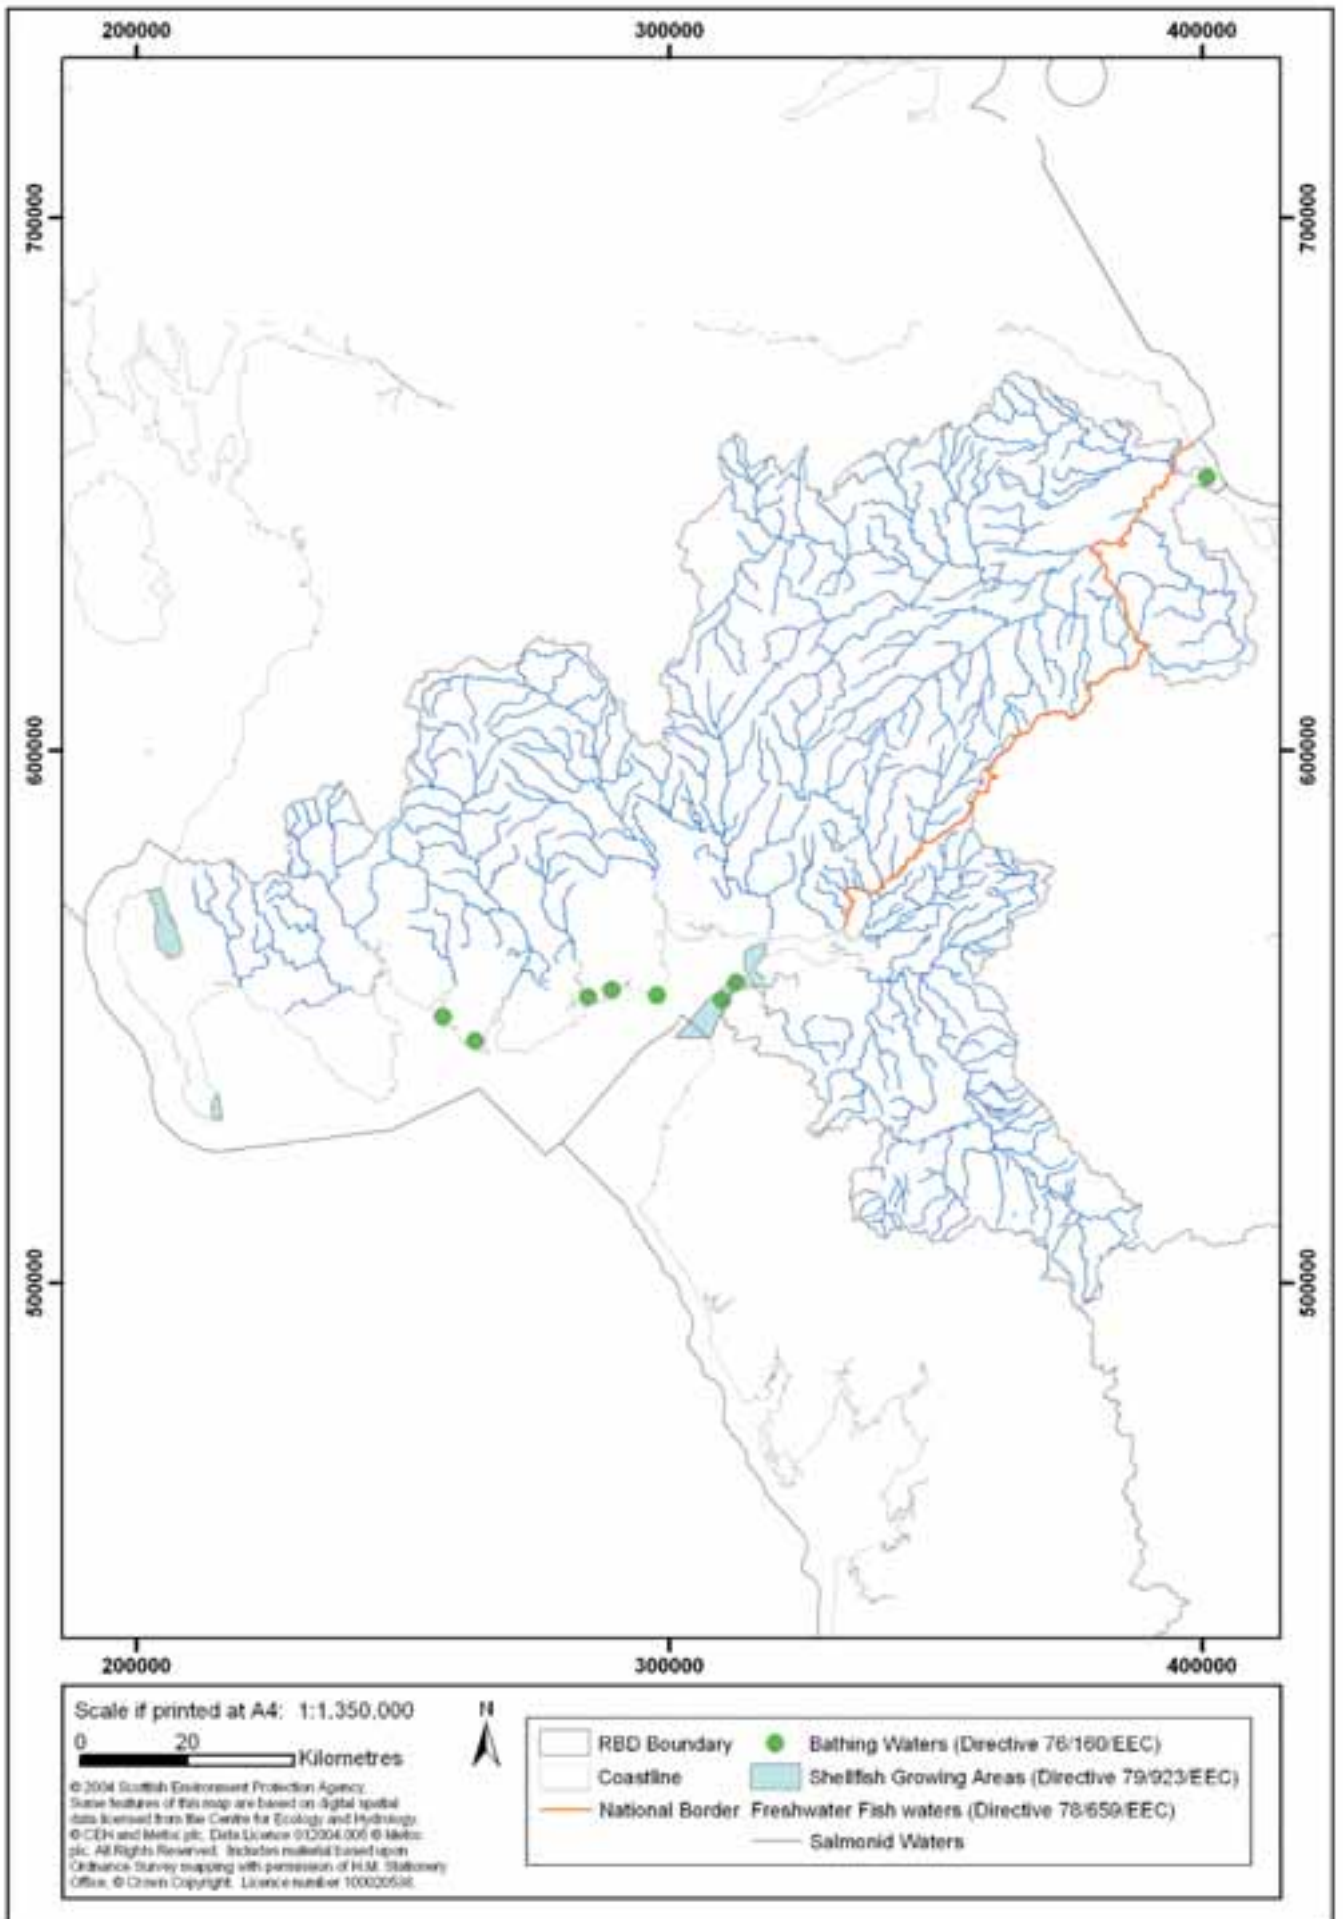 200000 300000 400000
700000 700000
600000 600000
500000 500000
200000 300000 400000
Scale if printed at A4: 1:1.350.000
0 20
Kilometres
N
© 2004 Scottish Environment Protection Agency.
Some features of this map are based on digital spatial
data licensed from the Centre for Ecology and Hydrology.
© CEH and Metoc plc. Data Licence 012004.005 © Metoc
plc. All Rights Reserved. Includes material based upon
Ordnance Survey mapping with permission of H.M. Stationery
Office, © Crown Copyright. Licence number 100020538.
RBD Boundary
Coastline
National Border
Bathing Waters (Directive 76/160/EEC)
Shellfish Growing Areas (Directive 79/923/EEC)
Freshwater Fish waters (Directive 78/659/EEC)
Salmonid Waters